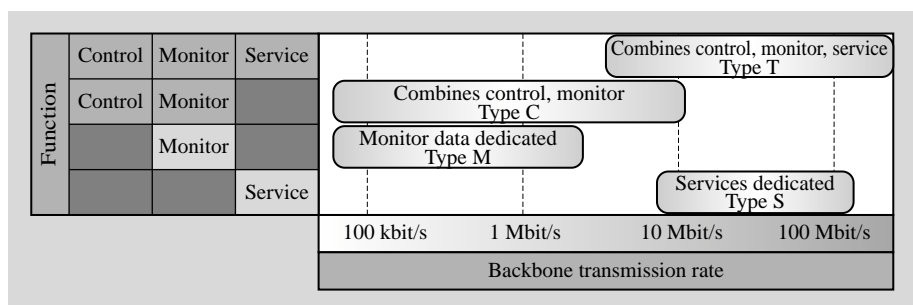 Function
Control Monitor Service
Combines control, monitor, service
Type T
Control Monitor
Combines control, monitor
Type C
Monitor
Monitor data dedicated
Type M
Service
Services dedicated
Type S
100 kbit/s 1 Mbit/s 10 Mbit/s 100 Mbit/s
Backbone transmission rate